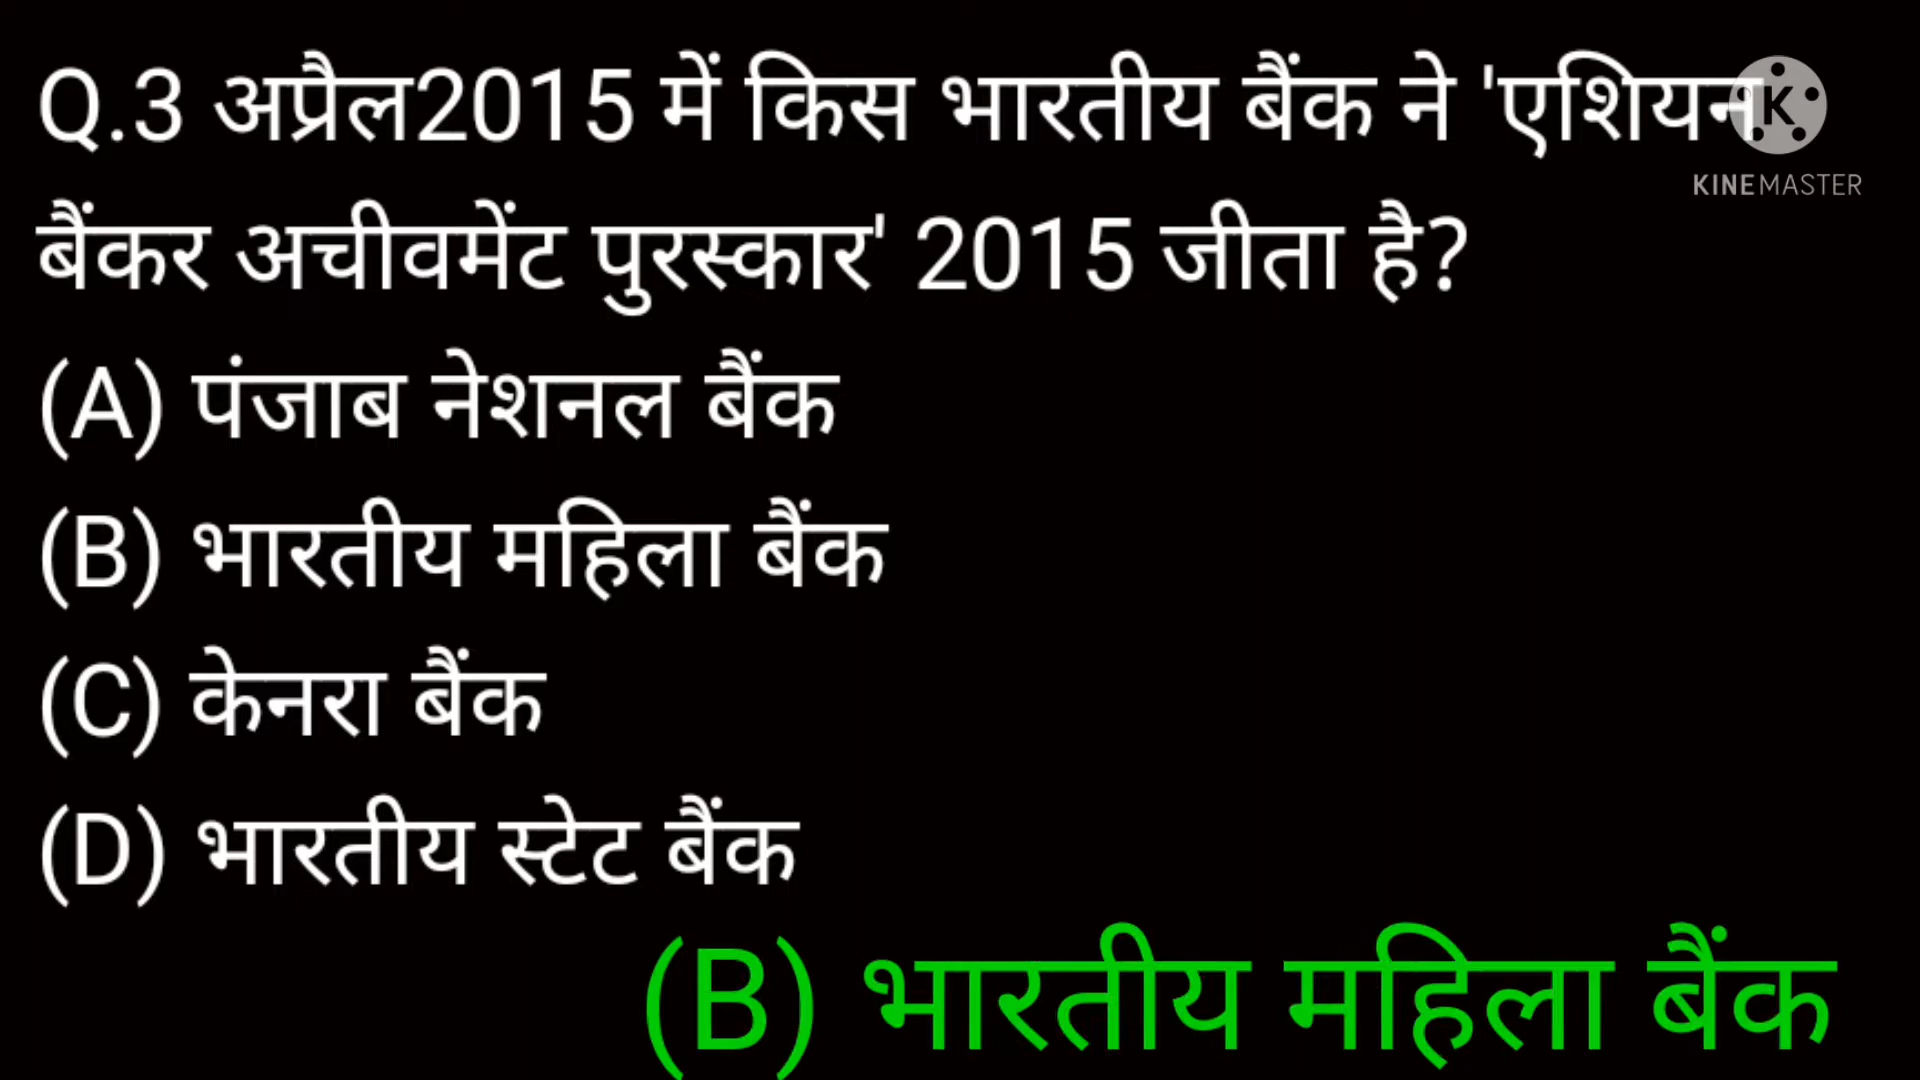 Q.3 अप्रैल2015 में किस भारतीय बैंक ने 'एशियन
KINEMASTER
बैंकर अचीवमेंट पुरस्कार' 2015 जीता है?
(A) पंजाब नेशनल बैंक
(B) भारतीय महिला बैंक
(C) केनरा बैंक
(D) भारतीय स्टेट बैंक
(B) भारतीय महिला बैंक